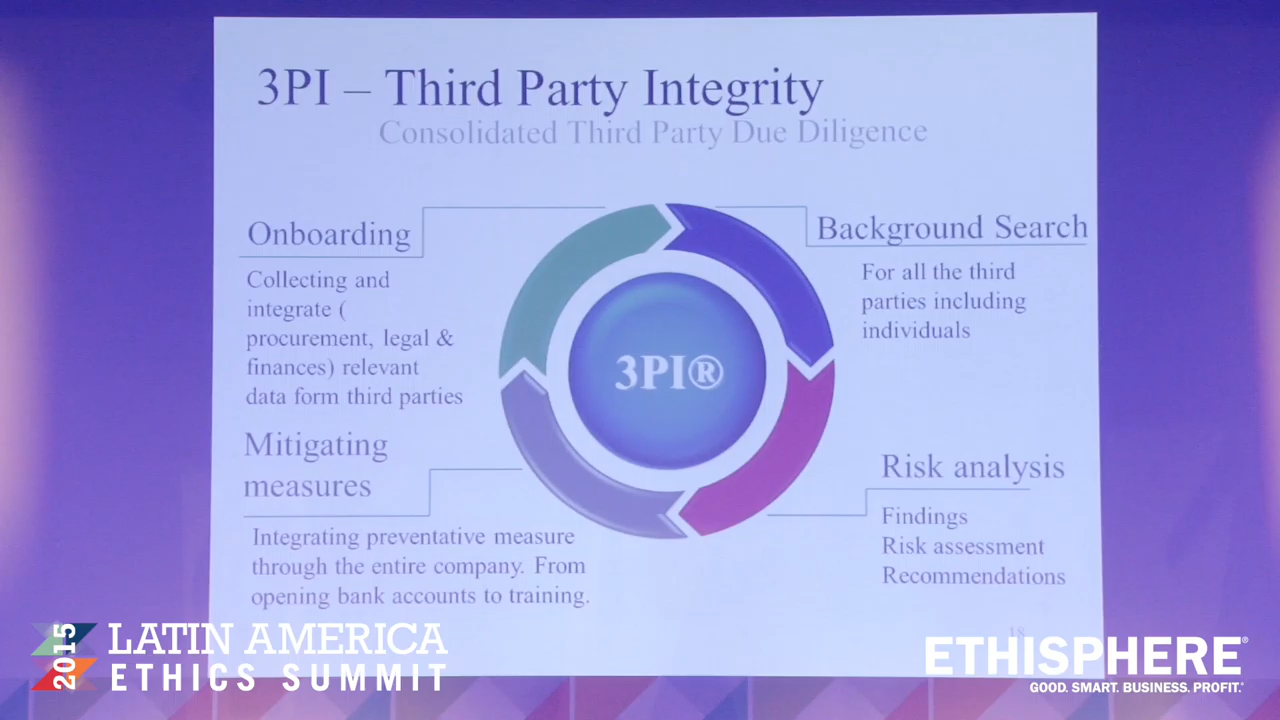 3PI – Third Party Integrity
Consolidated Third Party Due Diligence
Onboarding
Collecting and
integrate (
procurement, legal &
finances) relevant
data form third parties
Background Search
For all the third
parties including
individuals
3PI®
Mitigating
measures
Integrating preventative measure
through the entire company. From
opening bank accounts to training.
Risk analysis
Findings
Risk assessment
Recommendations
18
2015
LATIN AMERICA
ETHICS SUMMIT
ETHISPHERE®
GOOD. SMART. BUSINESS. PROFIT.®